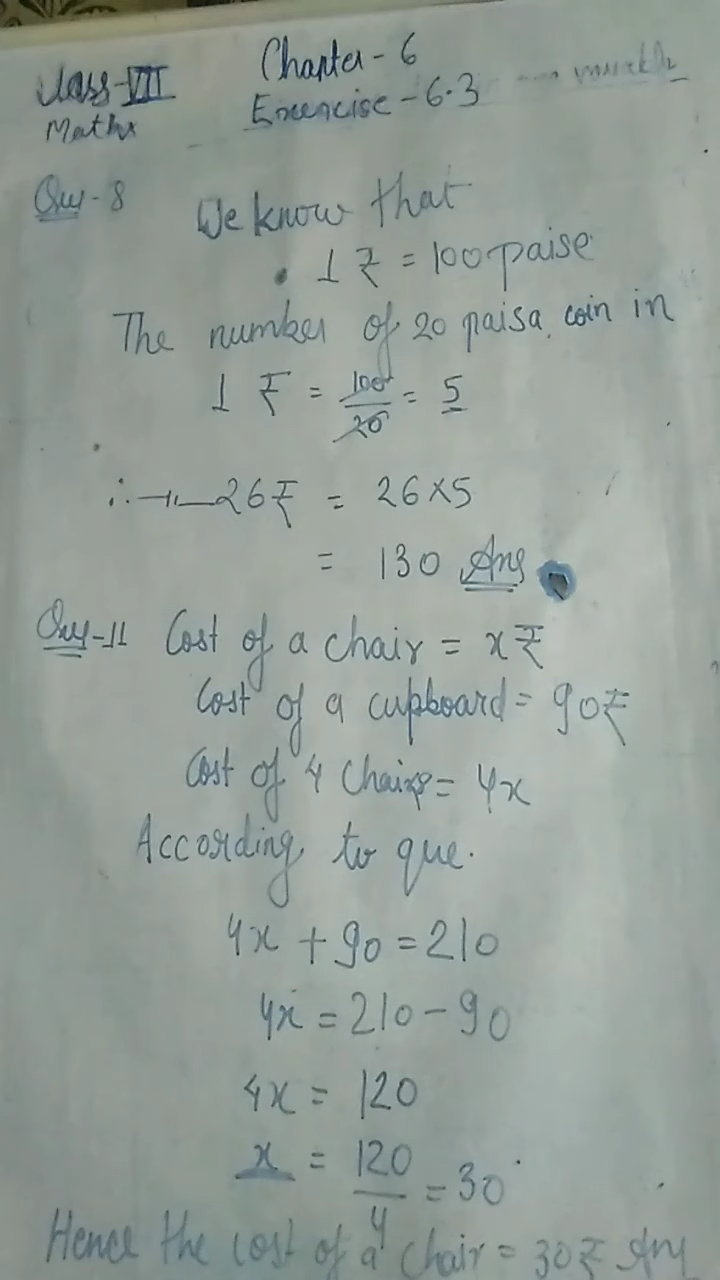 Class-VII
Maths
Chapter-6
Exercise-6.3
Que-8 We know that
1 ₹ = 100 paise
The number of 20 paisa coin in
1 ₹ = 100/20 = 5
∴ —〃— 26₹ = 26×5
= 130 Ans
Que-11 Cost of a chair = x₹
Cost of a cupboard = 90₹
Cost of 4 Chairs = 4x
According to que.
4x + 90 = 210
4x = 210 - 90
4x = 120
x = 120/4 = 30
Hence the cost of a chair = 30₹ Ans